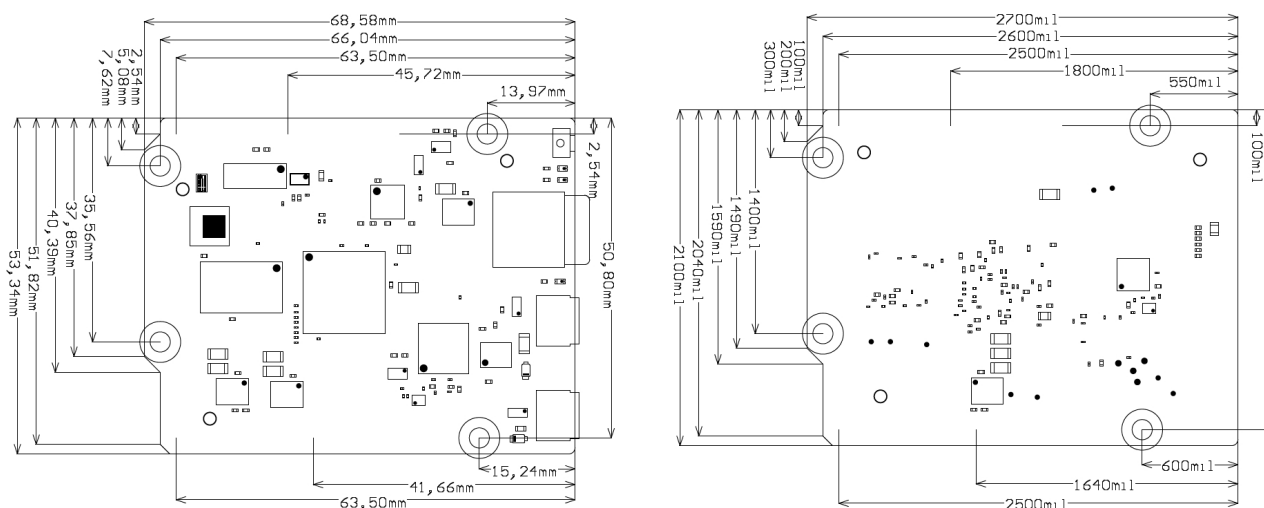 68,58mm
66,04mm
63,50mm
45,72mm
13,97mm
2,54mm
5,08mm
7,62mm
2,54mm
35,56mm
37,85mm
40,39mm
51,82mm
53,34mm
50,80mm
15,24mm
41,66mm
63,50mm
2700mil
2600mil
2500mil
1800mil
550mil
100mil
200mil
300mil
100mil
1400mil
1490mil
1590mil
2040mil
2100mil
600mil
1640mil
2500mil